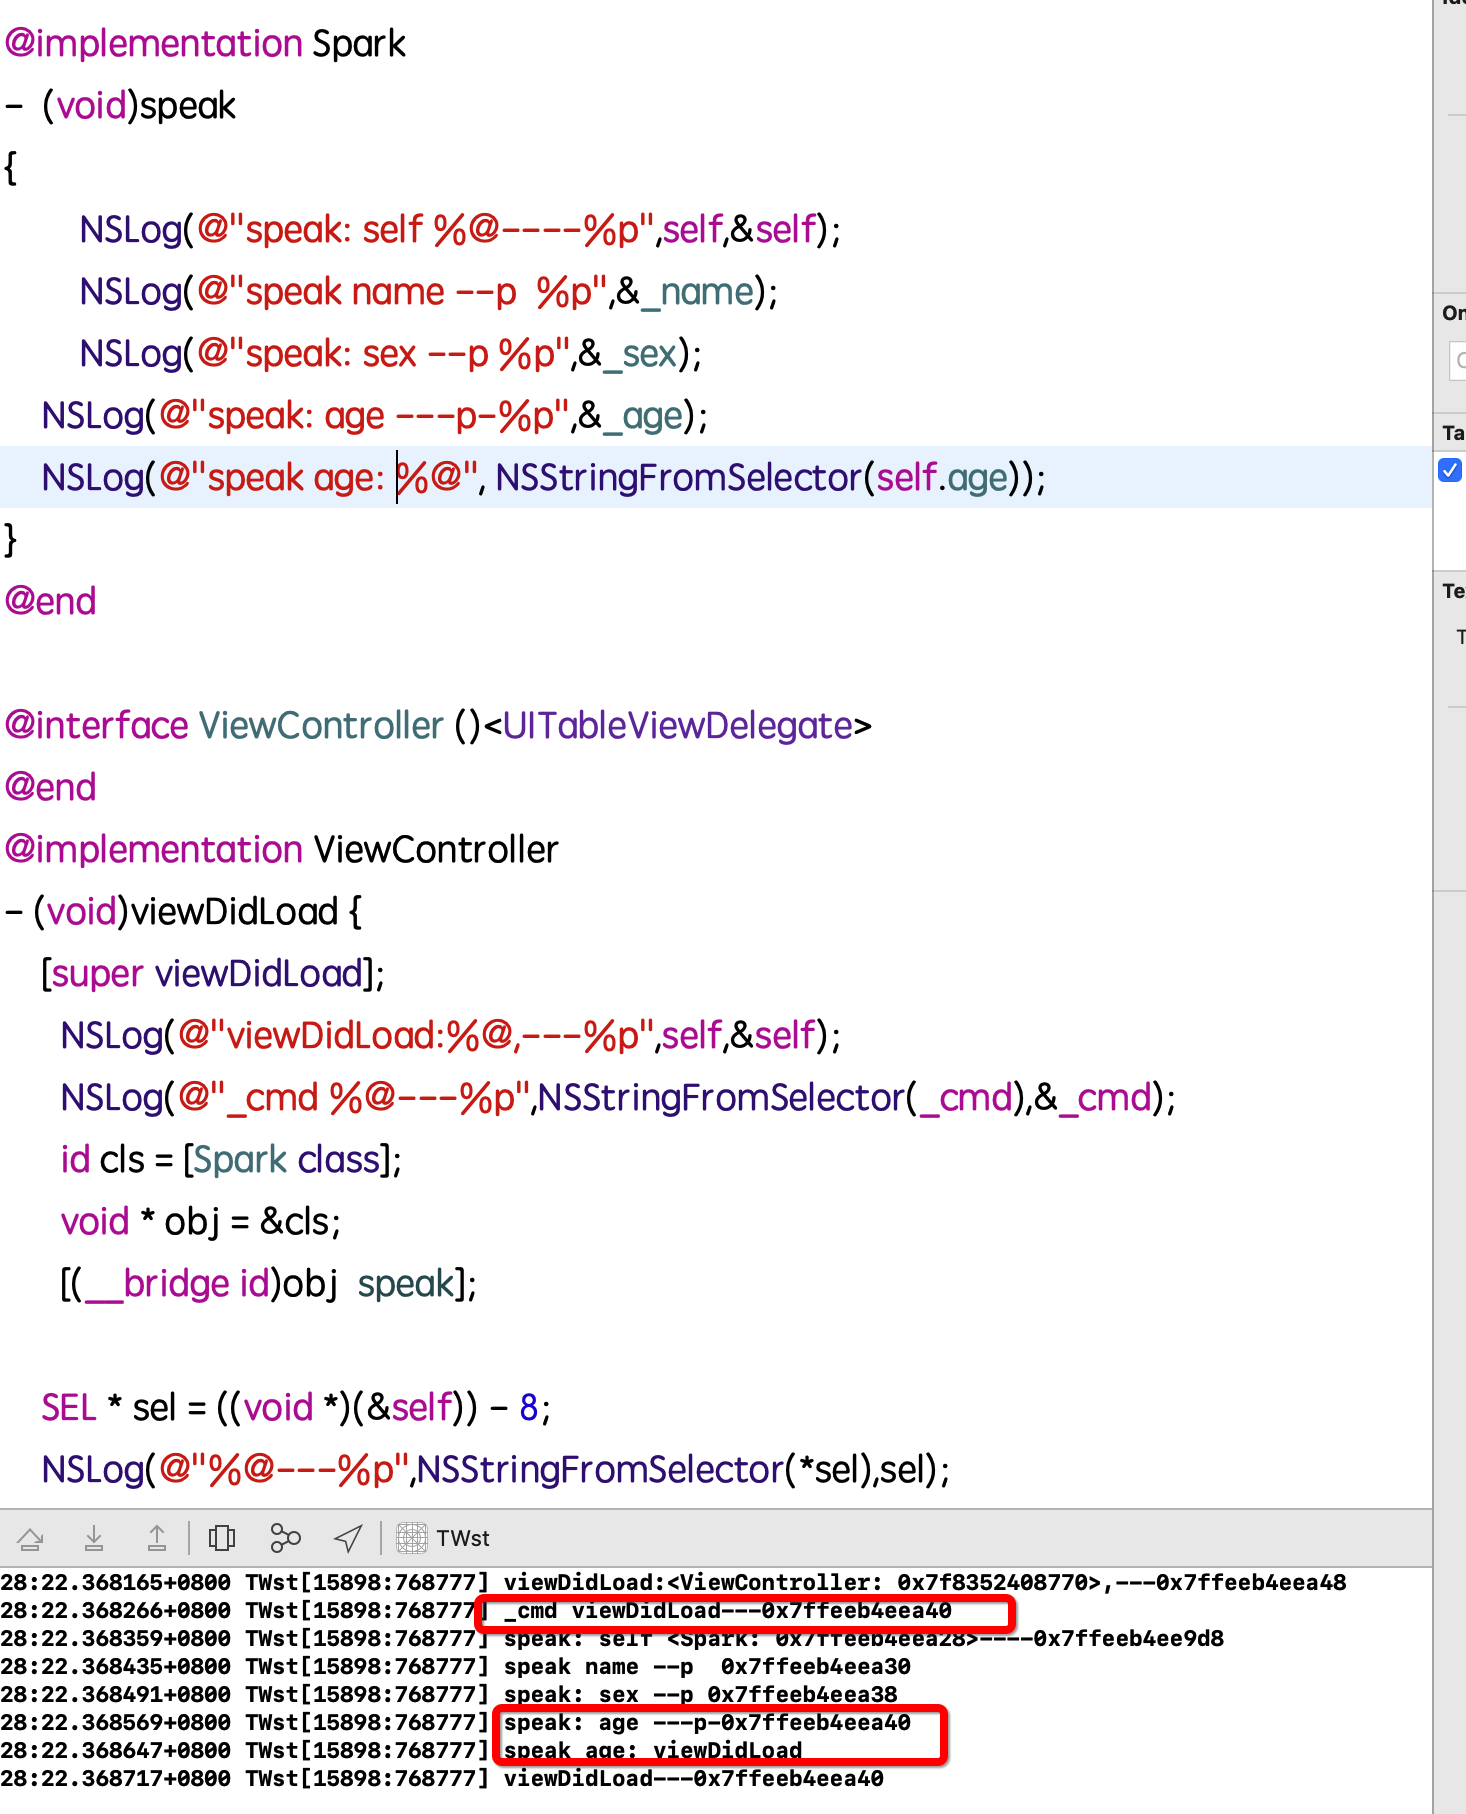 @implementation Spark
- (void)speak
{
NSLog(@"speak: self %@----%p",self,&self);
NSLog(@"speak name --p  %p",&_name);
NSLog(@"speak: sex --p %p",&_sex);
NSLog(@"speak: age ---p-%p",&_age);
NSLog(@"speak age: %@", NSStringFromSelector(self.age));
}
@end
@interface ViewController ()<UITableViewDelegate>
@end
@implementation ViewController
- (void)viewDidLoad {
[super viewDidLoad];
NSLog(@"viewDidLoad:%@,---%p",self,&self);
NSLog(@"_cmd %@---%p",NSStringFromSelector(_cmd),&_cmd);
id cls = [Spark class];
void * obj = &cls;
[(__bridge id)obj  speak];
SEL * sel = ((void *)(&self)) - 8;
NSLog(@"%@---%p",NSStringFromSelector(*sel),sel);
TWst
28:22.368165+0800 TWst[15898:768777] viewDidLoad:<ViewController: 0x7f8352408770>,---0x7ffeeb4eea48
28:22.368266+0800 TWst[15898:768777] _cmd viewDidLoad---0x7ffeeb4eea40
28:22.368359+0800 TWst[15898:768777] speak: self <Spark: 0x7ffeeb4eea28>----0x7ffeeb4ee9d8
28:22.368435+0800 TWst[15898:768777] speak name --p  0x7ffeeb4eea30
28:22.368491+0800 TWst[15898:768777] speak: sex --p 0x7ffeeb4eea38
28:22.368569+0800 TWst[15898:768777] speak: age ---p-0x7ffeeb4eea40
28:22.368647+0800 TWst[15898:768777] speak age: viewDidLoad
28:22.368717+0800 TWst[15898:768777] viewDidLoad---0x7ffeeb4eea40
On
Ta
Te
T